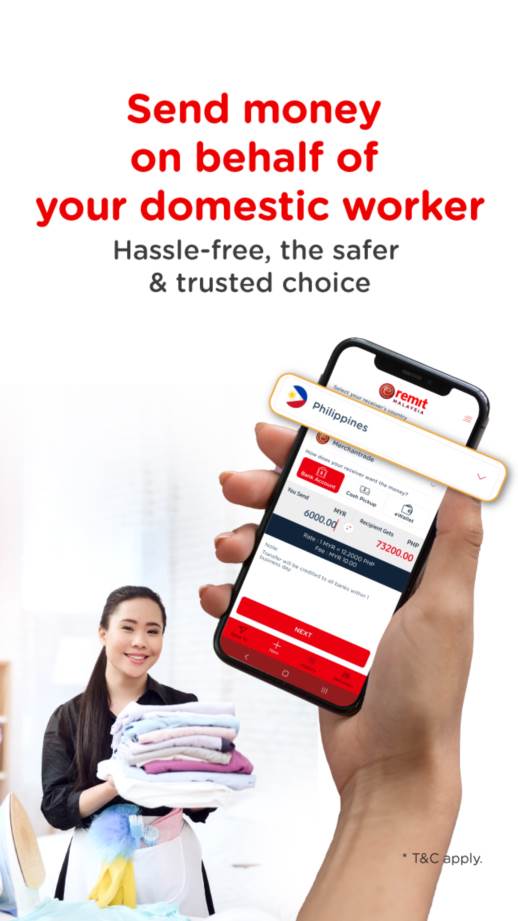 Send money
on behalf of
your domestic worker
Hassle-free, the safer
& trusted choice
Select your receiver's country
eremit
MALAYSIA
Philippines
Merchantrade
How does your receiver want the money?
Bank Account
Cash Pickup
eWallet
You Send
MYR
6000.00
Recipient Gets
PHP
73200.00
Rate : 1 MYR = 12.2000 PHP
Fee : MYR 10.00
Note:
Transfer will be credited to all banks within 1
business day
NEXT
New
* T&C apply.